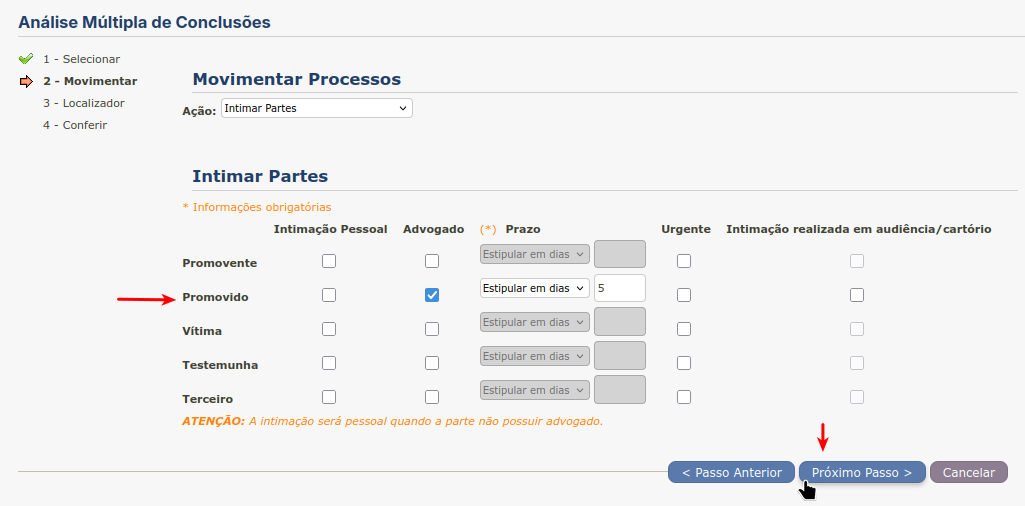 Análise Múltipla de Conclusões
1 - Selecionar
2 - Movimentar
3 - Localizador
4 - Conferir
Movimentar Processos
Ação: Intimar Partes
Intimar Partes
* Informações obrigatórias
Intimação Pessoal Advogado (*) Prazo Urgente Intimação realizada em audiência/cartório
Promovente Estipular em dias
Promovido Estipular em dias 5
Vítima Estipular em dias
Testemunha Estipular em dias
Terceiro Estipular em dias
ATENÇÃO: A intimação será pessoal quando a parte não possuir advogado.
< Passo Anterior Próximo Passo > Cancelar